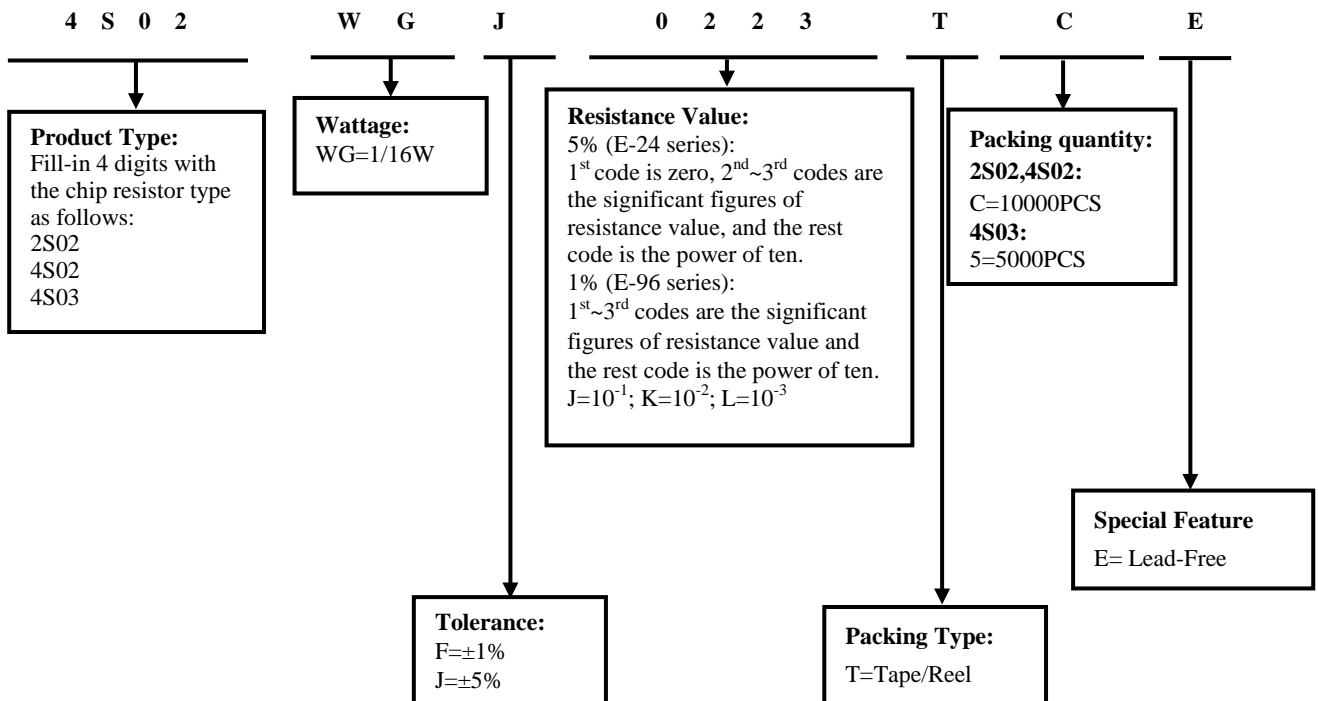 4 S 0 2 W G J 0 2 2 3 T C E
Product Type:
Fill-in 4 digits with
the chip resistor type
as follows:
2S02
4S02
4S03
Wattage:
WG=1/16W
Resistance Value:
5% (E-24 series):
1st code is zero, 2nd~3rd codes are
the significant figures of
resistance value, and the rest
code is the power of ten.
1% (E-96 series):
1st~3rd codes are the significant
figures of resistance value and
the rest code is the power of ten.
J=10-1; K=10-2; L=10-3
Packing quantity:
2S02,4S02:
C=10000PCS
4S03:
5=5000PCS
Special Feature
E= Lead-Free
Tolerance:
F=±1%
J=±5%
Packing Type:
T=Tape/Reel